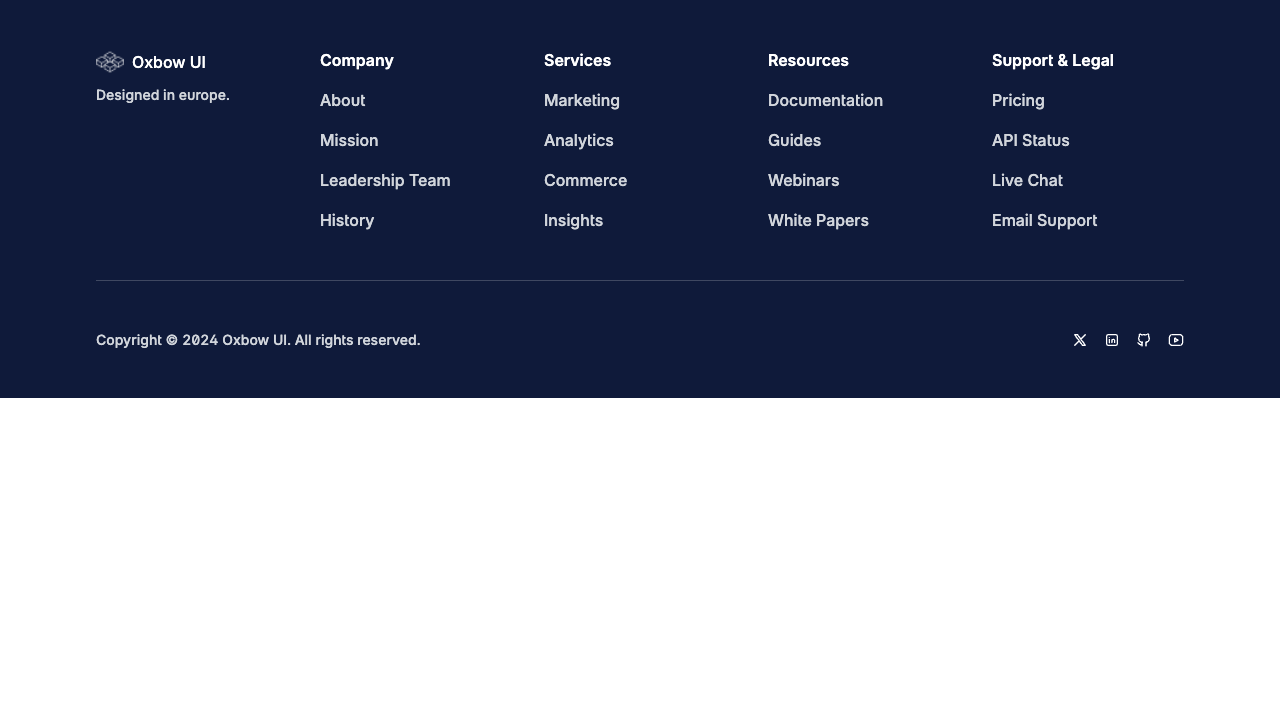 Oxbow UI
Designed in europe.
Company
About
Mission
Leadership Team
History
Services
Marketing
Analytics
Commerce
Insights
Resources
Documentation
Guides
Webinars
White Papers
Support & Legal
Pricing
API Status
Live Chat
Email Support
Copyright © 2024 Oxbow UI. All rights reserved.